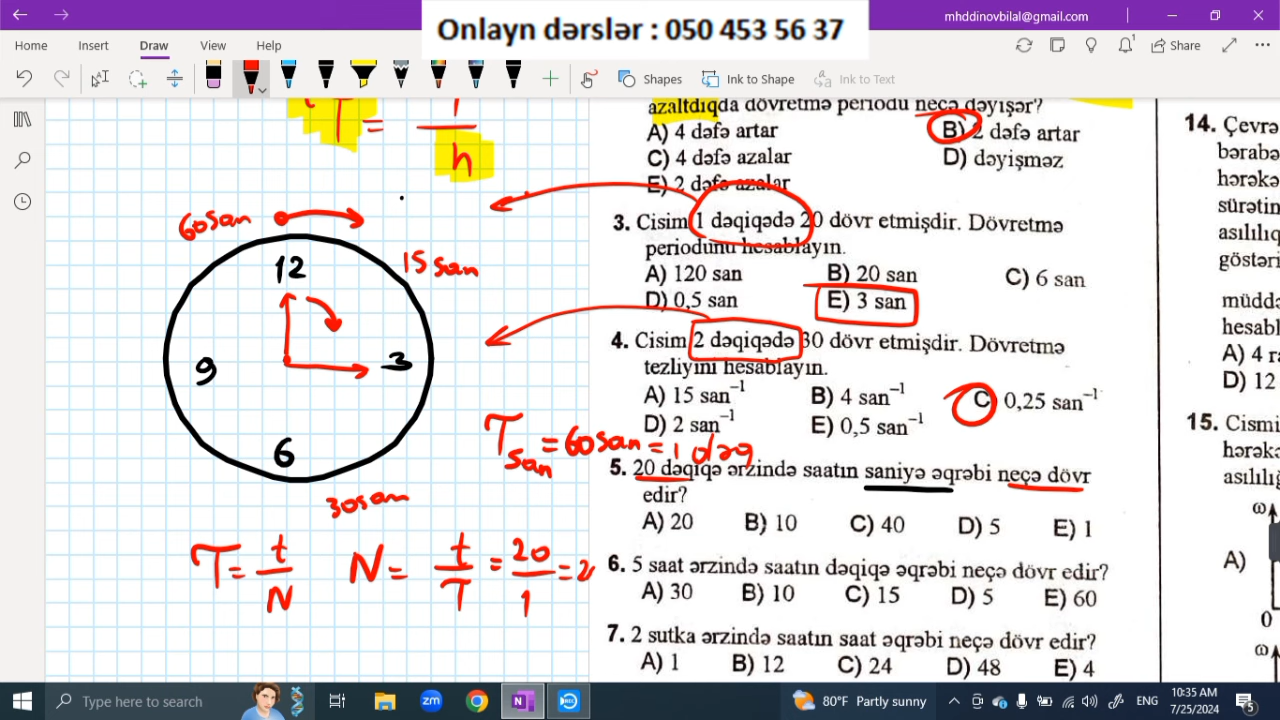 mhddinovbilal@gmail.com
Onlayn dərslər : 050 453 56 37
Home Insert Draw View Help
Share
Shapes Ink to Shape Ink to Text
T = 1
n
60san
12
15 san
9
3
6
30san
T san = 60san = 1 dəq
T = t/N N = t/T = 20/1 = 2
azaltdıqda dövretmə periodu neçə dəyişər?
A) 4 dəfə artar B) 2 dəfə artar
C) 4 dəfə azalar D) dəyişməz
E) 2 dəfə azalar
3. Cisim 1 dəqiqədə 20 dövr etmişdir. Dövretmə
periodunu hesablayın.
A) 120 san B) 20 san C) 6 san
D) 0,5 san E) 3 san
4. Cisim 2 dəqiqədə 30 dövr etmişdir. Dövretmə
tezliyini hesablayın.
A) 15 san⁻¹ B) 4 san⁻¹ C) 0,25 san⁻¹
D) 2 san⁻¹ E) 0,5 san⁻¹
5. 20 dəqiqə ərzində saatın saniyə əqrəbi neçə dövr
edir?
A) 20 B) 10 C) 40 D) 5 E) 1
6. 5 saat ərzində saatın dəqiqə əqrəbi neçə dövr edir?
A) 30 B) 10 C) 15 D) 5 E) 60
7. 2 sutka ərzində saatın saat əqrəbi neçə dövr edir?
A) 1 B) 12 C) 24 D) 48 E) 4
14. Çevrə
bərabə
hərəkə
sürətin
asılılıq
göstəri
müddə
hesabl
A) 4 ra
D) 12
15. Cismi
hərəkə
asılılış
ω
A)
0
ω
Type here to search
zm
80°F Partly sunny
ENG
10:35 AM
7/25/2024
5